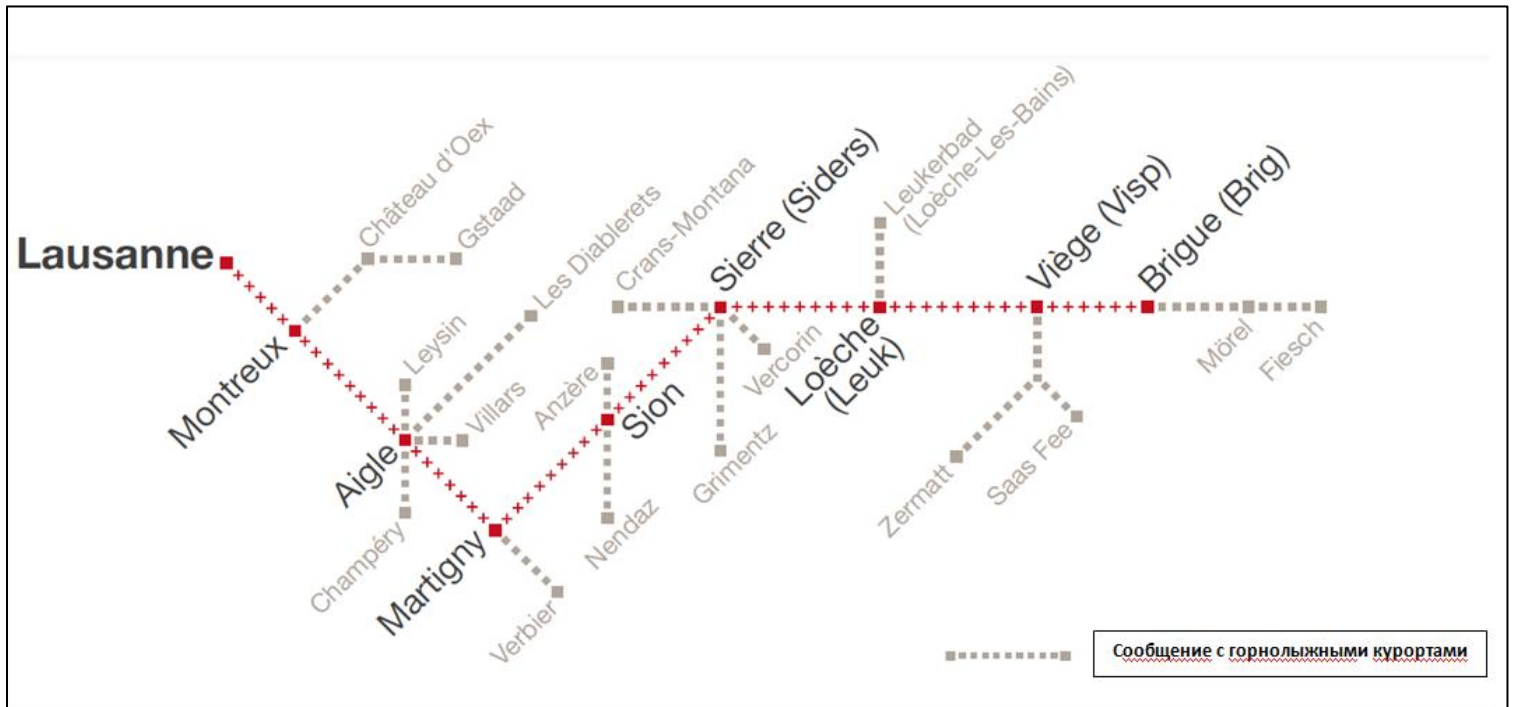 Lausanne
Montreux
Château d'Oex
Gstaad
Aigle
Leysin
Les Diablerets
Villars
Champéry
Martigny
Verbier
Sion
Anzère
Nendaz
Sierre (Siders)
Crans-Montana
Vercorin
Grimentz
Loèche
(Leuk)
Leukerbad
(Loèche-Les-Bains)
Viège (Visp)
Zermatt
Saas Fee
Brigue (Brig)
Mörel
Fiesch
Сообщение с горнолыжными курортами